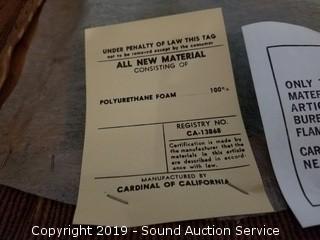 UNDER PENALTY OF LAW THIS TAG
not to be removed except by the consumer
ALL NEW MATERIAL
CONSISTING OF
POLYURETHANE FOAM 100%
REGISTRY NO.
CA-13868
Certification is made by
the manufacturer that the
materials in this article
are described in accord-
ance with law.
MANUFACTURED BY
CARDINAL OF CALIFORNIA
ONLY
MATER
ARTIC
BURE
FLAM
CAR
NE
Copyright 2019 - Sound Auction Service